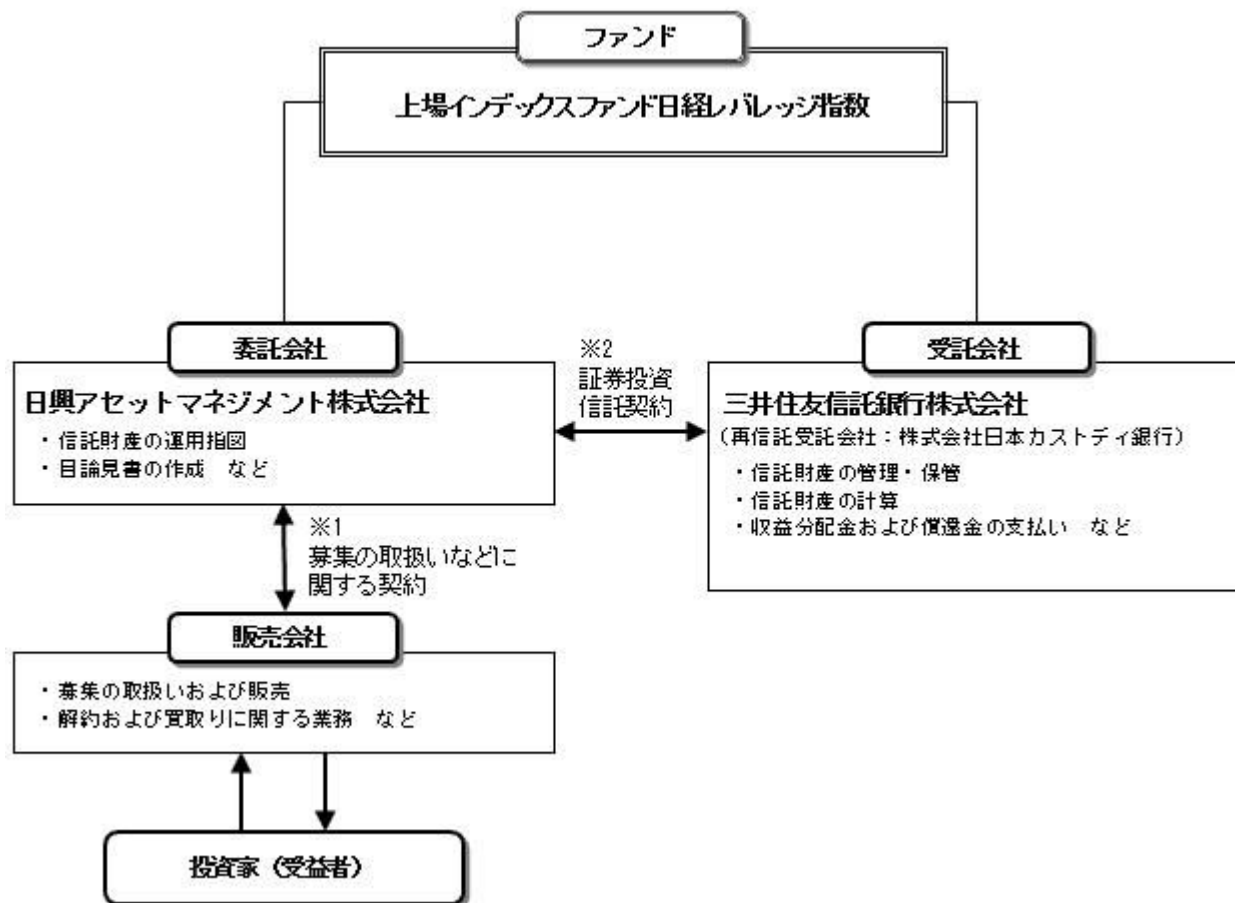 ファンド
上場インデックスファンド日経レバレッジ指数
委託会社
日興アセットマネジメント株式会社
・信託財産の運用指図
・目論見書の作成　など
※2
証券投資
信託契約
受託会社
三井住友信託銀行株式会社
（再信託受託会社：株式会社日本カストディ銀行）
・信託財産の管理・保管
・信託財産の計算
・収益分配金および償還金の支払い　など
※1
募集の取扱いなどに
関する契約
販売会社
・募集の取扱いおよび販売
・解約および買取りに関する業務　など
投資家（受益者）